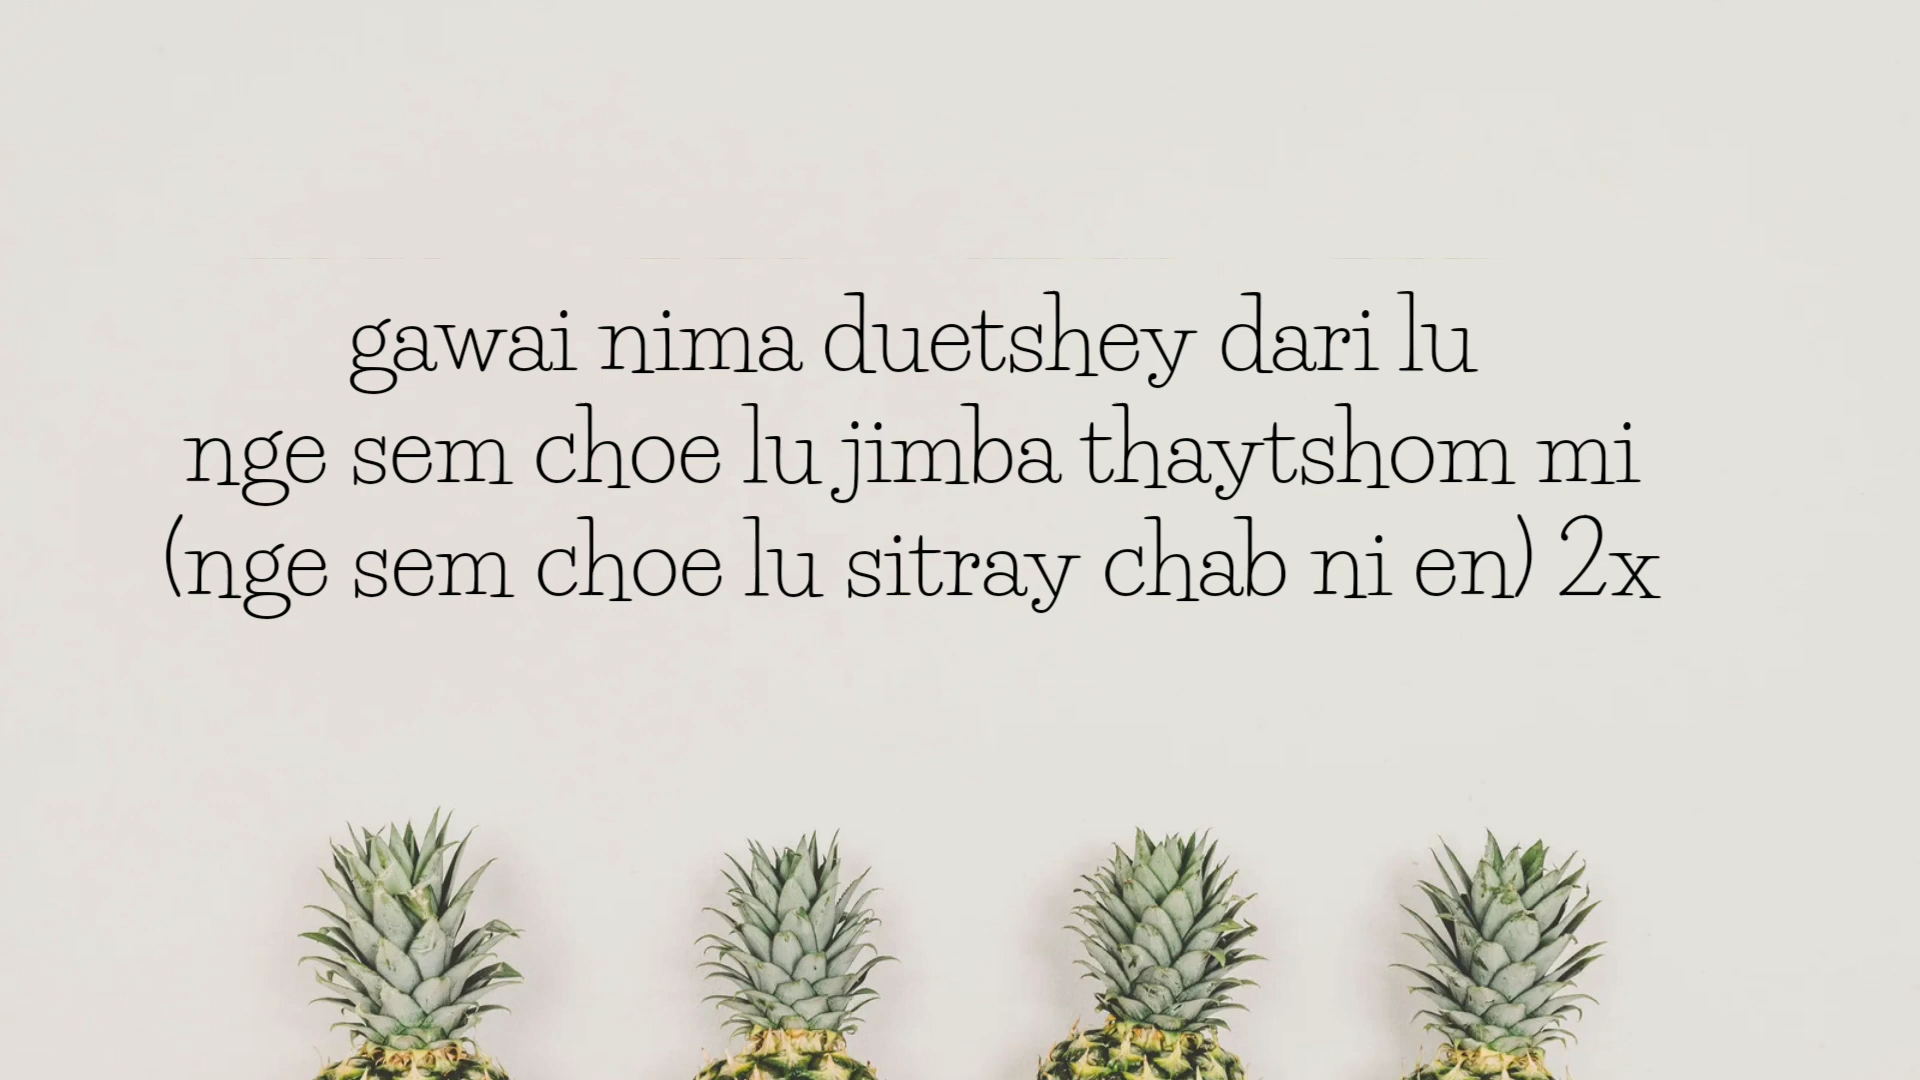 gawai nima duetshey dari lu
nge sem choe lu jimba thaytshom mi
(nge sem choe lu sitray chab ni en) 2x